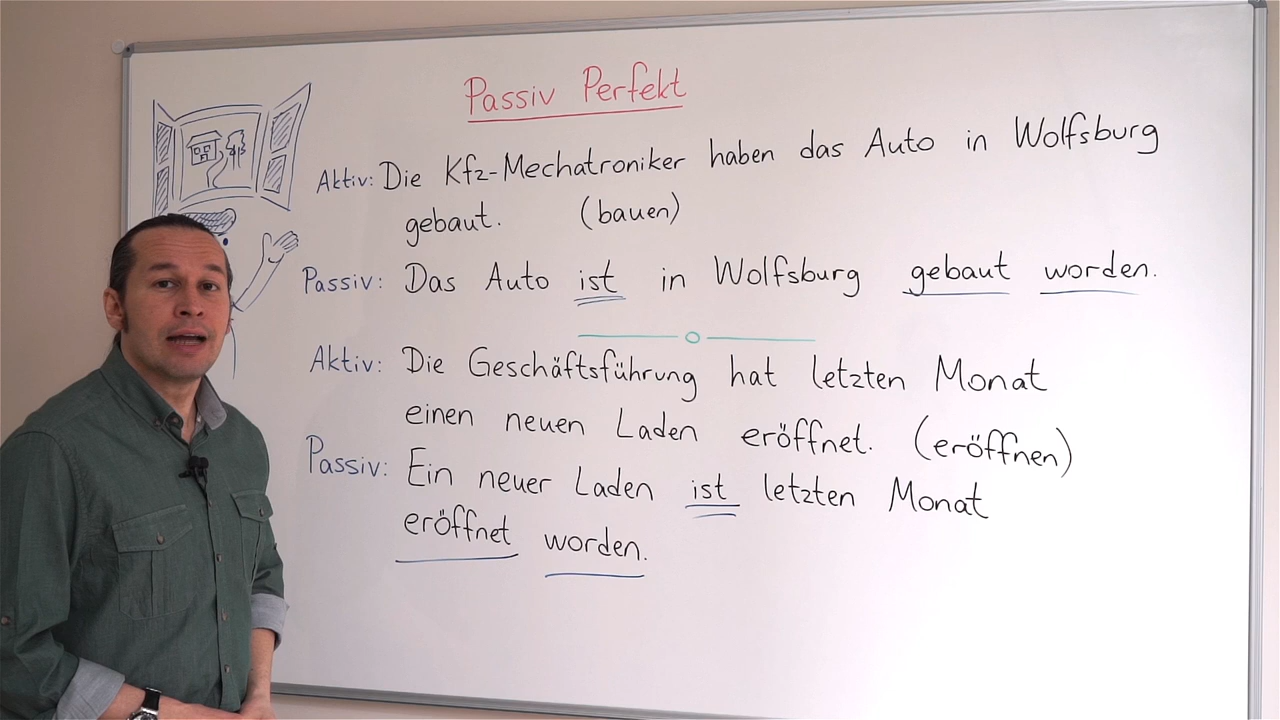 Passiv Perfekt
Aktiv: Die Kfz-Mechatroniker haben das Auto in Wolfsburg
gebaut. (bauen)
Passiv: Das Auto ist in Wolfsburg gebaut worden.
Aktiv: Die Geschäftsführung hat letzten Monat
einen neuen Laden eröffnet. (eröffnen)
Passiv: Ein neuer Laden ist letzten Monat
eröffnet worden.